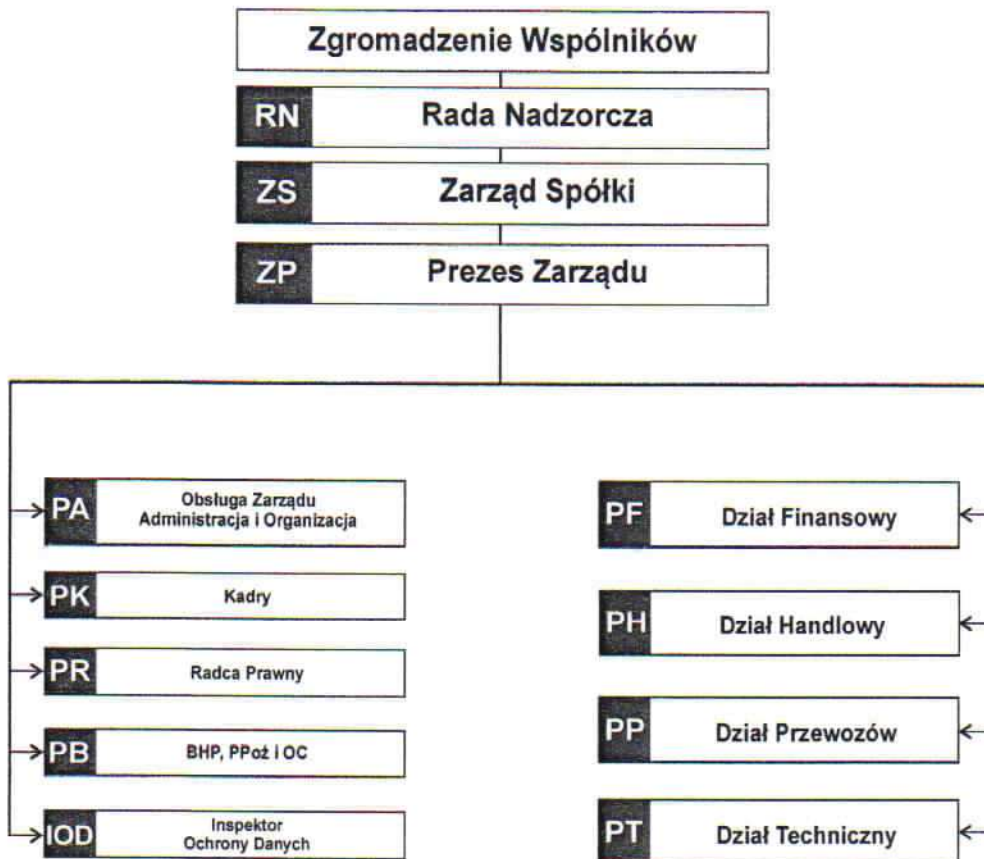 Zgromadzenie Wspólników
RN Rada Nadzorcza
ZS Zarząd Spółki
ZP Prezes Zarządu
PA Obsługa Zarządu
Administracja i Organizacja
PK Kadry
PR Radca Prawny
PB BHP, PPoż i OC
IOD Inspektor
Ochrony Danych
PF Dział Finansowy
PH Dział Handlowy
PP Dział Przewozów
PT Dział Techniczny